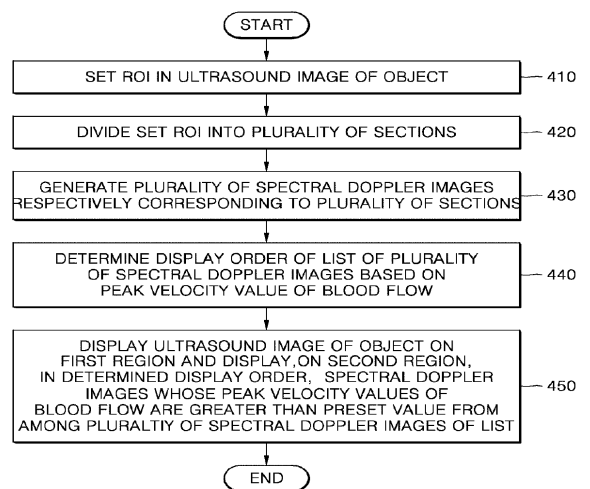 START
SET ROI IN ULTRASOUND IMAGE OF OBJECT
410
DIVIDE SET ROI INTO PLURALITY OF SECTIONS
420
GENERATE PLURALITY OF SPECTRAL DOPPLER IMAGES
RESPECTIVELY CORRESPONDING TO PLURALITY OF SECTIONS
430
DETERMINE DISPLAY ORDER OF LIST OF PLURALITY
OF SPECTRAL DOPPLER IMAGES BASED ON
PEAK VELOCITY VALUE OF BLOOD FLOW
440
DISPLAY ULTRASOUND IMAGE OF OBJECT ON
FIRST REGION AND DISPLAY,ON SECOND REGION,
IN DETERMINED DISPLAY ORDER, SPECTRAL DOPPLER
IMAGES WHOSE PEAK VELOCITY VALUES OF
BLOOD FLOW ARE GREATER THAN PRESET VALUE FROM
AMONG PLURALTIY OF SPECTRAL DOPPLER IMAGES OF LIST
450
END